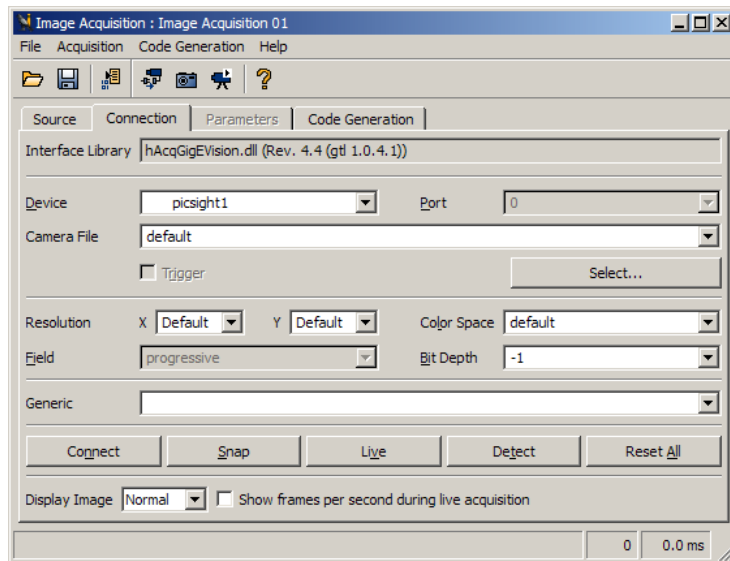 Image Acquisition : Image Acquisition 01
File Acquisition Code Generation Help
Source Connection Parameters Code Generation
Interface Library hAcqGigEVision.dll (Rev. 4.4 (gtl 1.0.4.1))
Device picsight1 Port 0
Camera File default
Trigger Select...
Resolution X Default Y Default Color Space default
Field progressive Bit Depth -1
Generic
Connect Snap Live Detect Reset All
Display Image Normal Show frames per second during live acquisition
0 0.0 ms